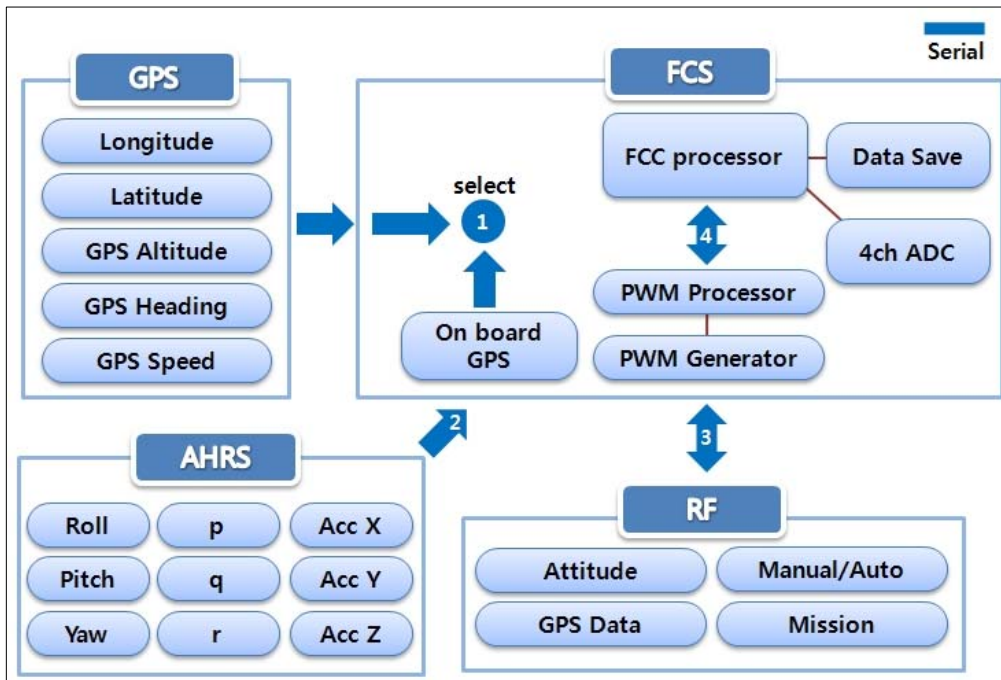 Serial
GPS
Longitude
Latitude
GPS Altitude
GPS Heading
GPS Speed
FCS
select
1
On board
GPS
FCC processor
Data Save
4ch ADC
4
PWM Processor
PWM Generator
2
3
AHRS
Roll
p
Acc X
Pitch
q
Acc Y
Yaw
r
Acc Z
RF
Attitude
Manual/Auto
GPS Data
Mission